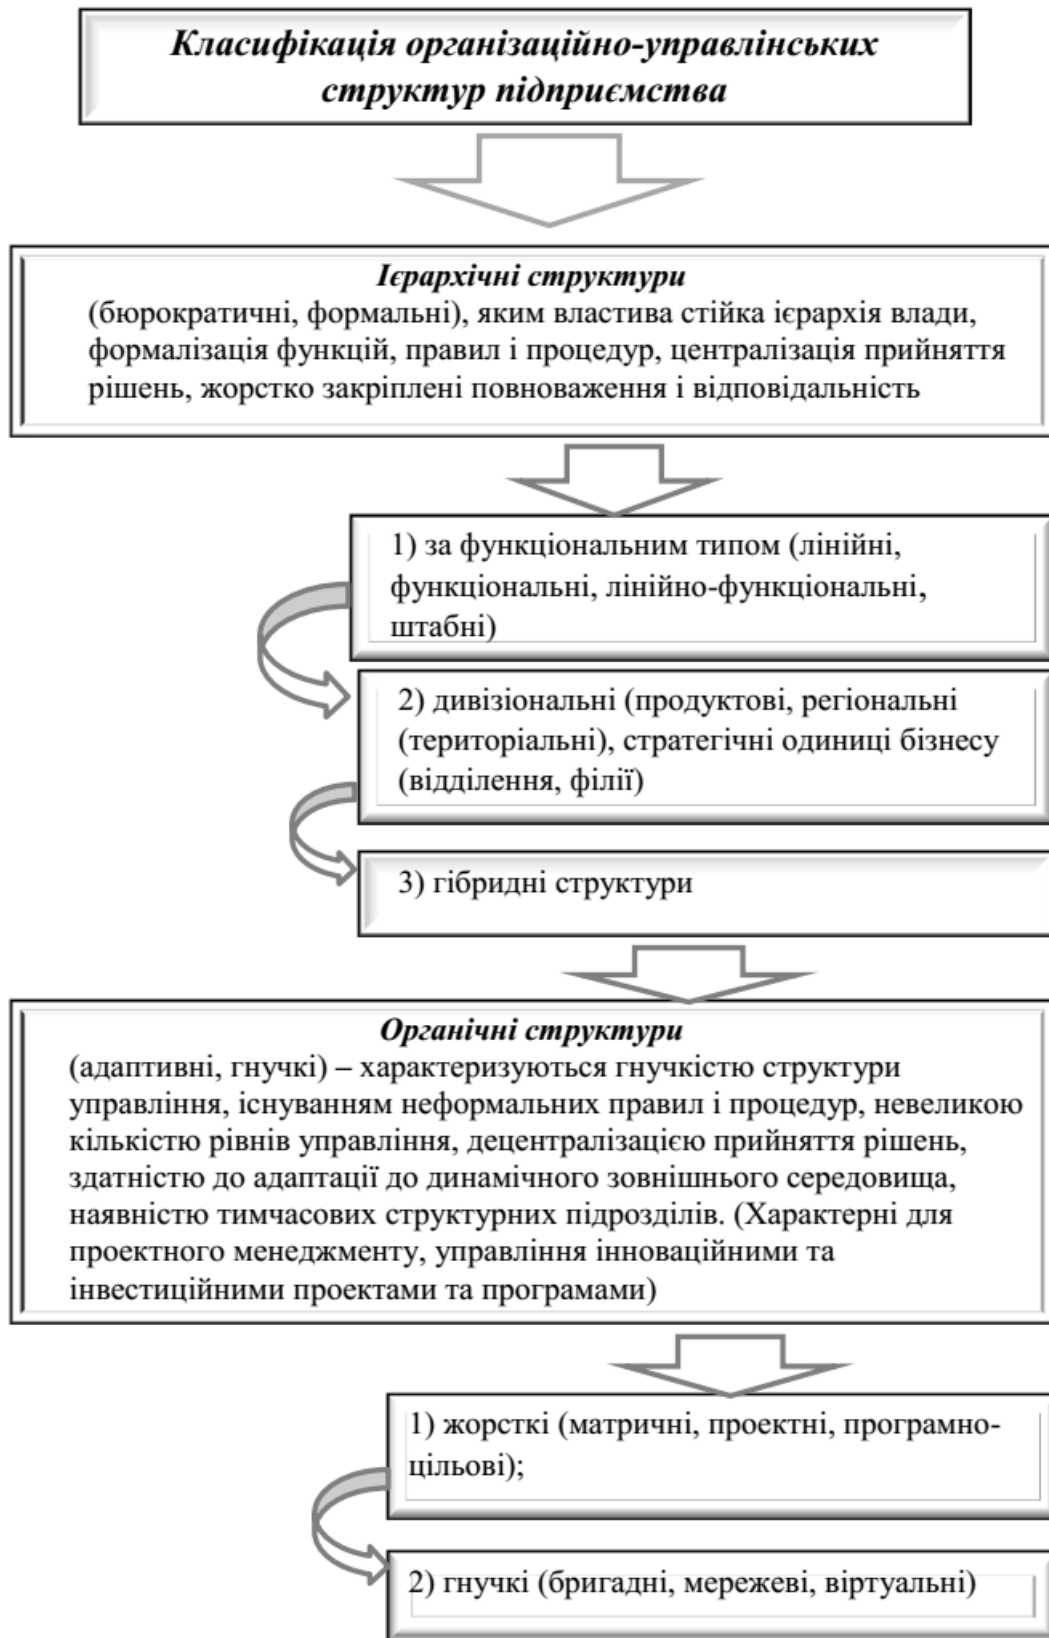 Класифікація організаційно-управлінських
структур підприємства
Ієрархічні структури
(бюрократичні, формальні), яким властива стійка ієрархія влади,
формалізація функцій, правил і процедур, централізація прийняття
рішень, жорстко закріплені повноваження і відповідальність
1) за функціональним типом (лінійні,
функціональні, лінійно-функціональні,
штабні)
2) дивізіональні (продуктові, регіональні
(територіальні), стратегічні одиниці бізнесу
(відділення, філії)
3) гібридні структури
Органічні структури
(адаптивні, гнучкі) – характеризуються гнучкістю структури
управління, існуванням неформальних правил і процедур, невеликою
кількістю рівнів управління, децентралізацією прийняття рішень,
здатністю до адаптації до динамічного зовнішнього середовища,
наявністю тимчасових структурних підрозділів. (Характерні для
проектного менеджменту, управління інноваційними та
інвестиційними проектами та програмами)
1) жорсткі (матричні, проектні, програмно-
цільові);
2) гнучкі (бригадні, мережеві, віртуальні)